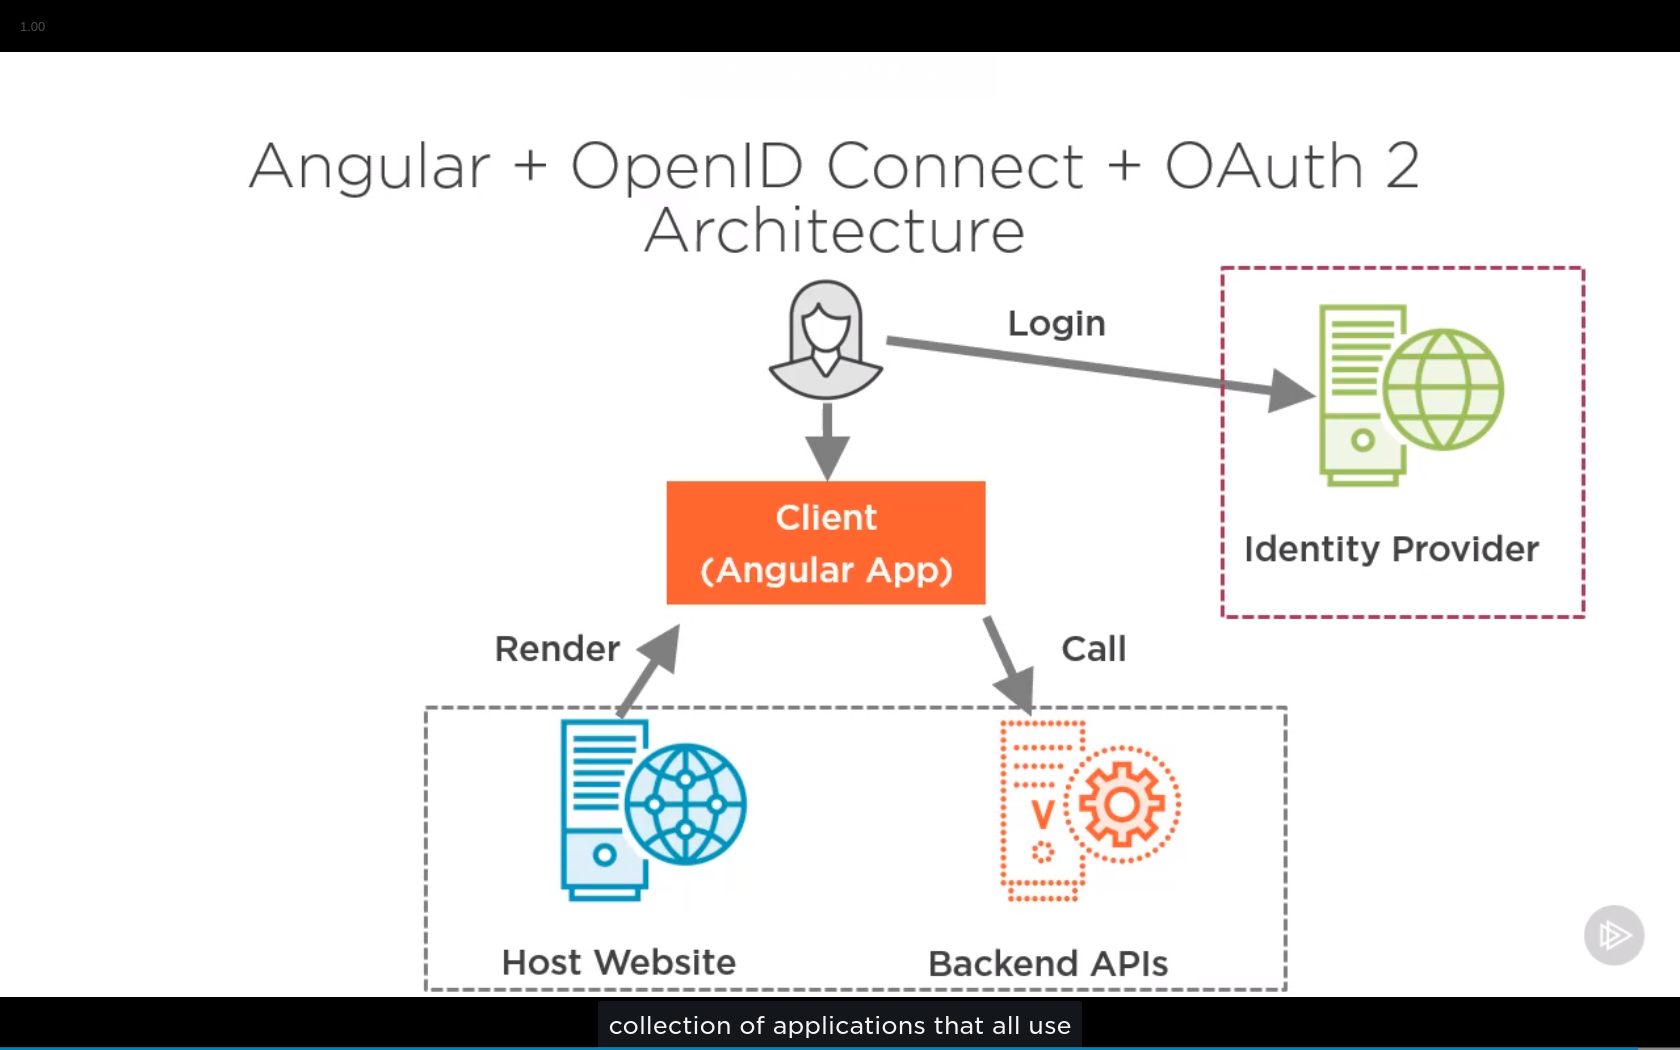 1.00
Angular + OpenID Connect + OAuth 2
Architecture
Login
Client
(Angular App)
Identity Provider
Render
Call
Host Website
Backend APIs
collection of applications that all use